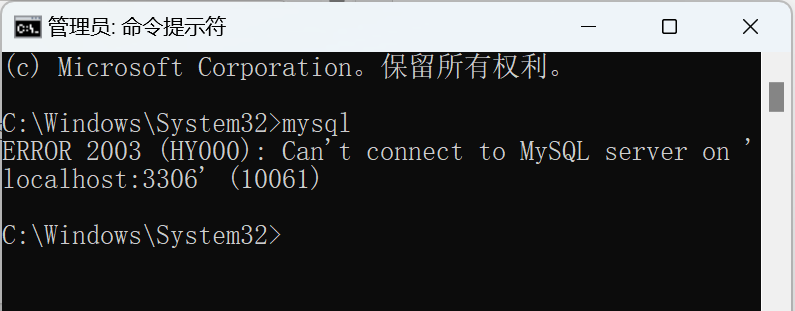 管理员: 命令提示符
(c) Microsoft Corporation。保留所有权利。
C:\Windows\System32>mysql
ERROR 2003 (HY000): Can't connect to MySQL server on '
localhost:3306' (10061)
C:\Windows\System32>